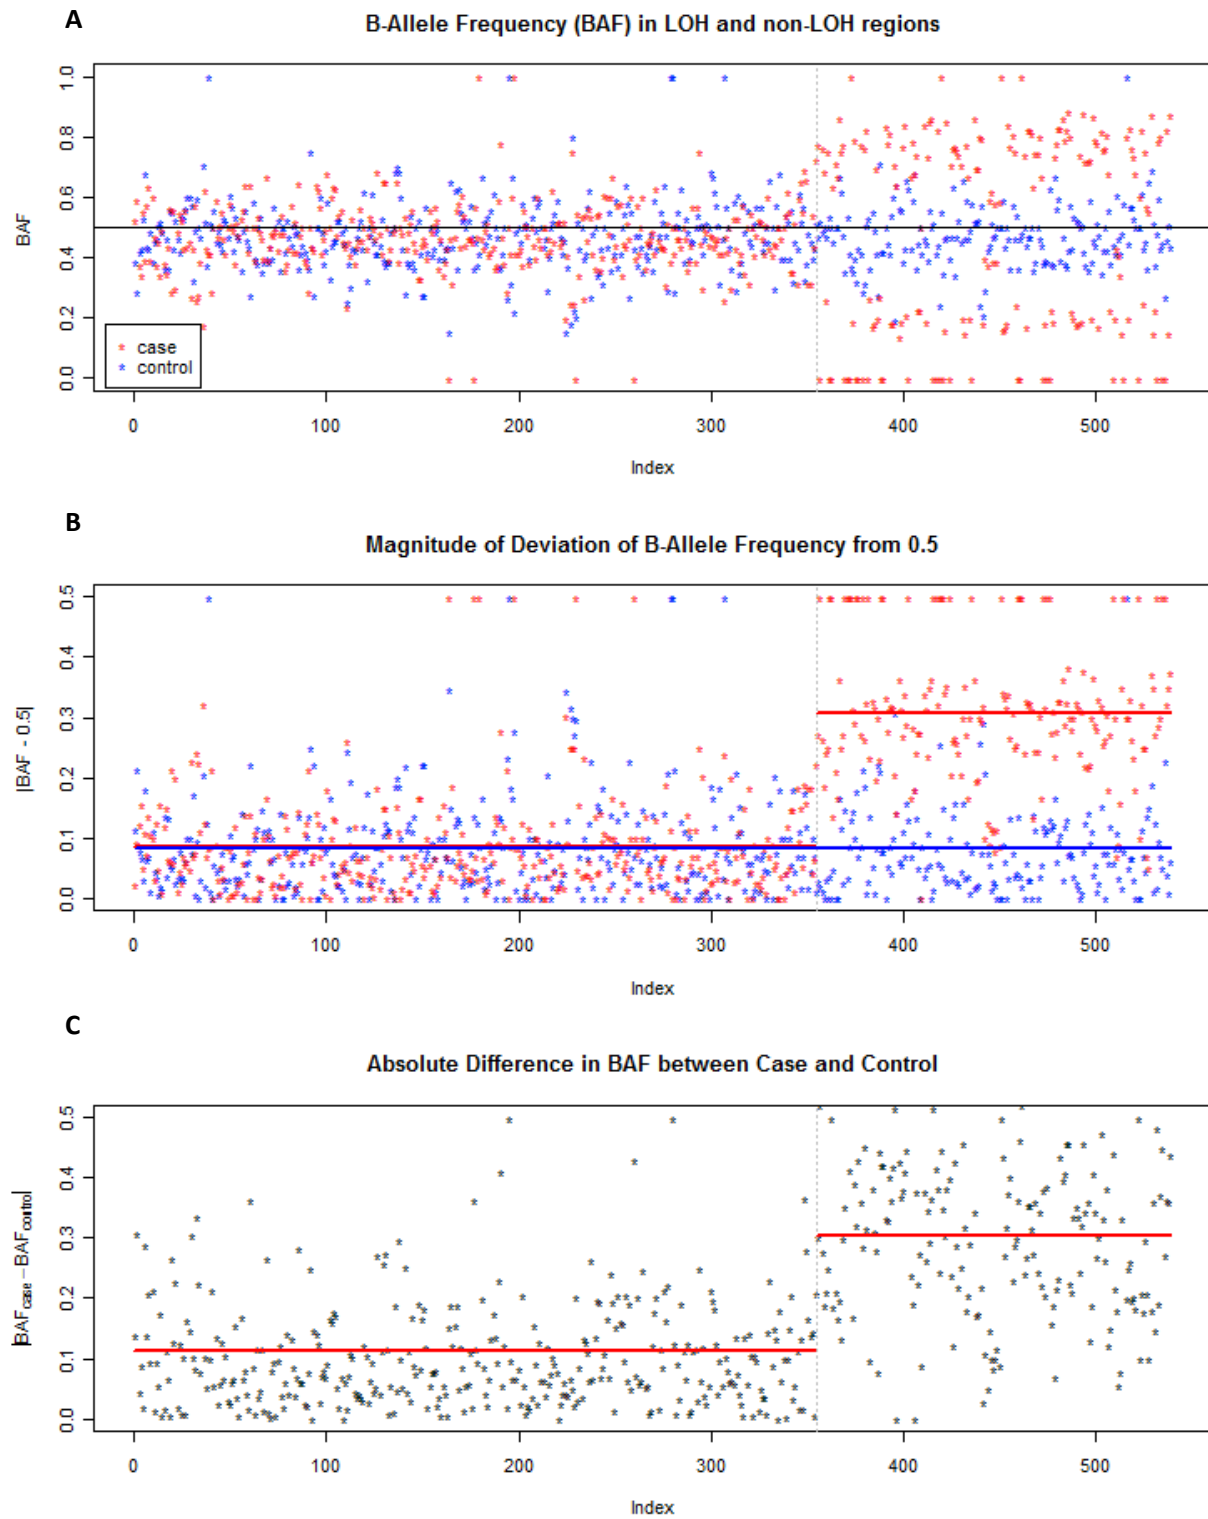 A
B-Allele Frequency (BAF) in LOH and non-LOH regions
1.0
0.8
0.6
0.4
0.2
0.0
BAF
* case
* control
0 100 200 300 400 500
Index
B
Magnitude of Deviation of B-Allele Frequency from 0.5
0.5
0.4
0.3
0.2
0.1
0.0
|BAF - 0.5|
0 100 200 300 400 500
Index
C
Absolute Difference in BAF between Case and Control
0.5
0.4
0.3
0.2
0.1
0.0
|BAFcase − BAFcontrol|
0 100 200 300 400 500
Index